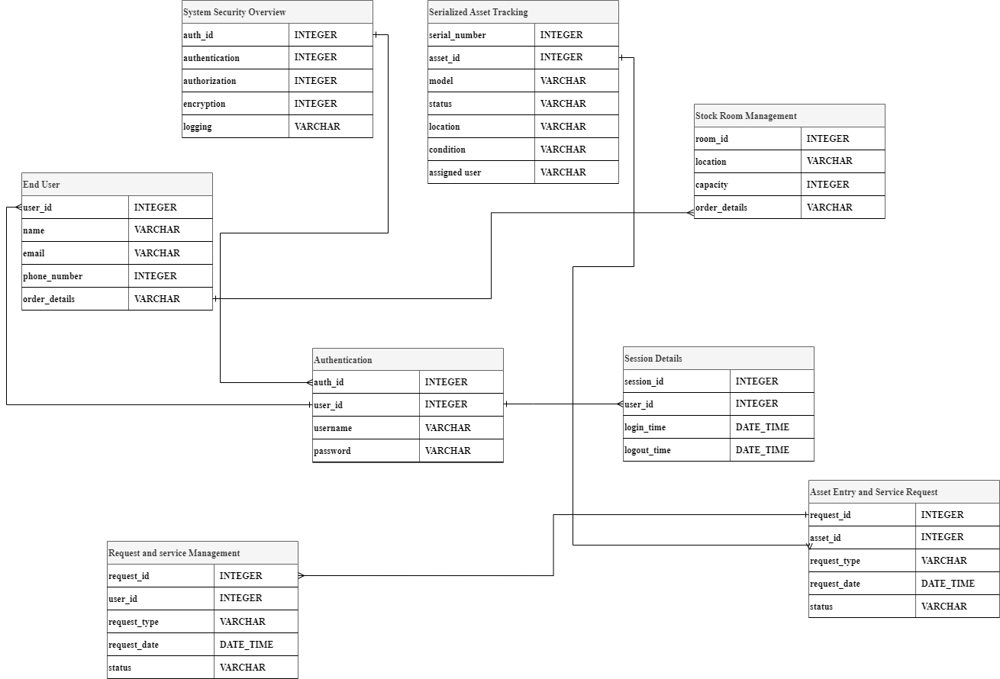 System Security Overview
auth_id INTEGER
authentication INTEGER
authorization INTEGER
encryption INTEGER
logging VARCHAR
Serialized Asset Tracking
serial_number INTEGER
asset_id INTEGER
model VARCHAR
status VARCHAR
location VARCHAR
condition VARCHAR
assigned user VARCHAR
Stock Room Management
room_id INTEGER
location VARCHAR
capacity INTEGER
order_details VARCHAR
End User
user_id INTEGER
name VARCHAR
email VARCHAR
phone_number INTEGER
order_details VARCHAR
Authentication
auth_id INTEGER
user_id INTEGER
username VARCHAR
password VARCHAR
Session Details
session_id INTEGER
user_id INTEGER
login_time DATE_TIME
logout_time DATE_TIME
Asset Entry and Service Request
request_id INTEGER
asset_id INTEGER
request_type VARCHAR
request_date DATE_TIME
status VARCHAR
Request and service Management
request_id INTEGER
user_id INTEGER
request_type VARCHAR
request_date DATE_TIME
status VARCHAR